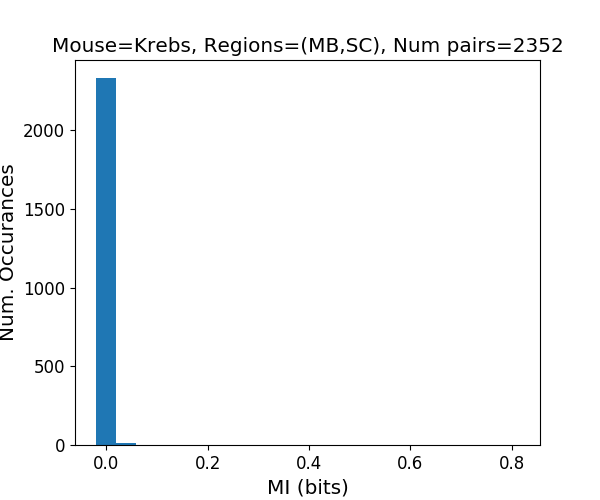 Mouse=Krebs, Regions=(MB,SC), Num pairs=2352
Num. Occurances
2000
1500
1000
500
0
0.0 0.2 0.4 0.6 0.8
MI (bits)